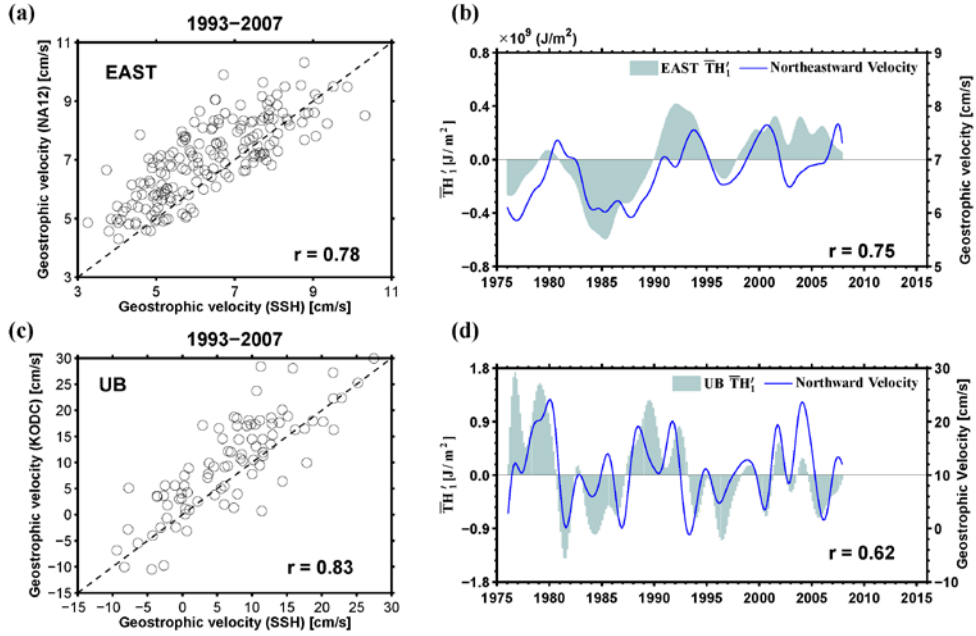 (a)
1993−2007
EAST
r = 0.78
Geostrophic velocity (NA12) [cm/s]
11
9
7
5
3
3 5 7 9 11
Geostrophic velocity (SSH) [cm/s]
(b)
×10⁹ (J/m²)
EAST T̅H₁′ Northeastward Velocity
r = 0.75
T̅H₁′ [J/ m²]
0.8
0.4
0.0
−0.4
−0.8
9
8
7
6
5
Geostrophic velocity [cm/s]
1975 1980 1985 1990 1995 2000 2005 2010 2015
(c)
1993−2007
UB
r = 0.83
Geostrophic velocity (KODC) [cm/s]
30
25
20
15
10
5
0
−5
−10
−15
−15 −10 −5 0 5 10 15 20 25 30
Geostrophic velocity (SSH) [cm/s]
(d)
UB T̅H₁′ Northward Velocity
r = 0.62
T̅H₁′ [J/ m²]
1.8
0.9
0.0
−0.9
−1.8
30
20
10
0
−10
Geostrophic Velocity [cm/s]
1975 1980 1985 1990 1995 2000 2005 2010 2015